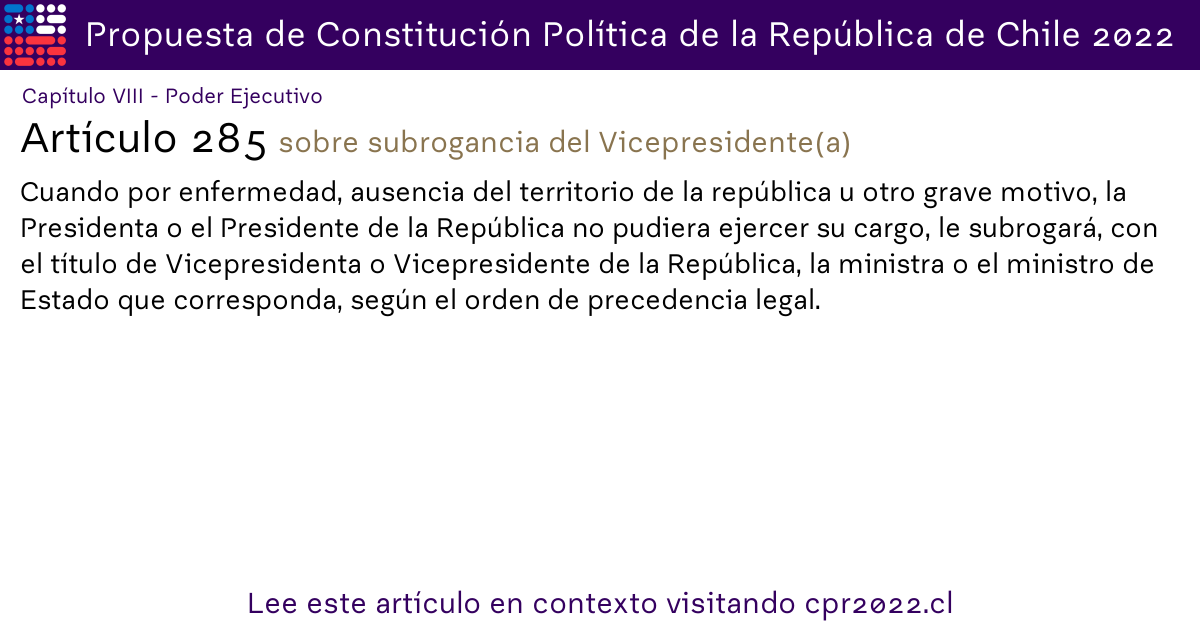 Propuesta de Constitución Política de la República de Chile 2022
Capítulo VIII - Poder Ejecutivo
Artículo 285 sobre subrogancia del Vicepresidente(a)
Cuando por enfermedad, ausencia del territorio de la república u otro grave motivo, la
Presidenta o el Presidente de la República no pudiera ejercer su cargo, le subrogará, con
el título de Vicepresidenta o Vicepresidente de la República, la ministra o el ministro de
Estado que corresponda, según el orden de precedencia legal.
Lee este artículo en contexto visitando cpr2022.cl